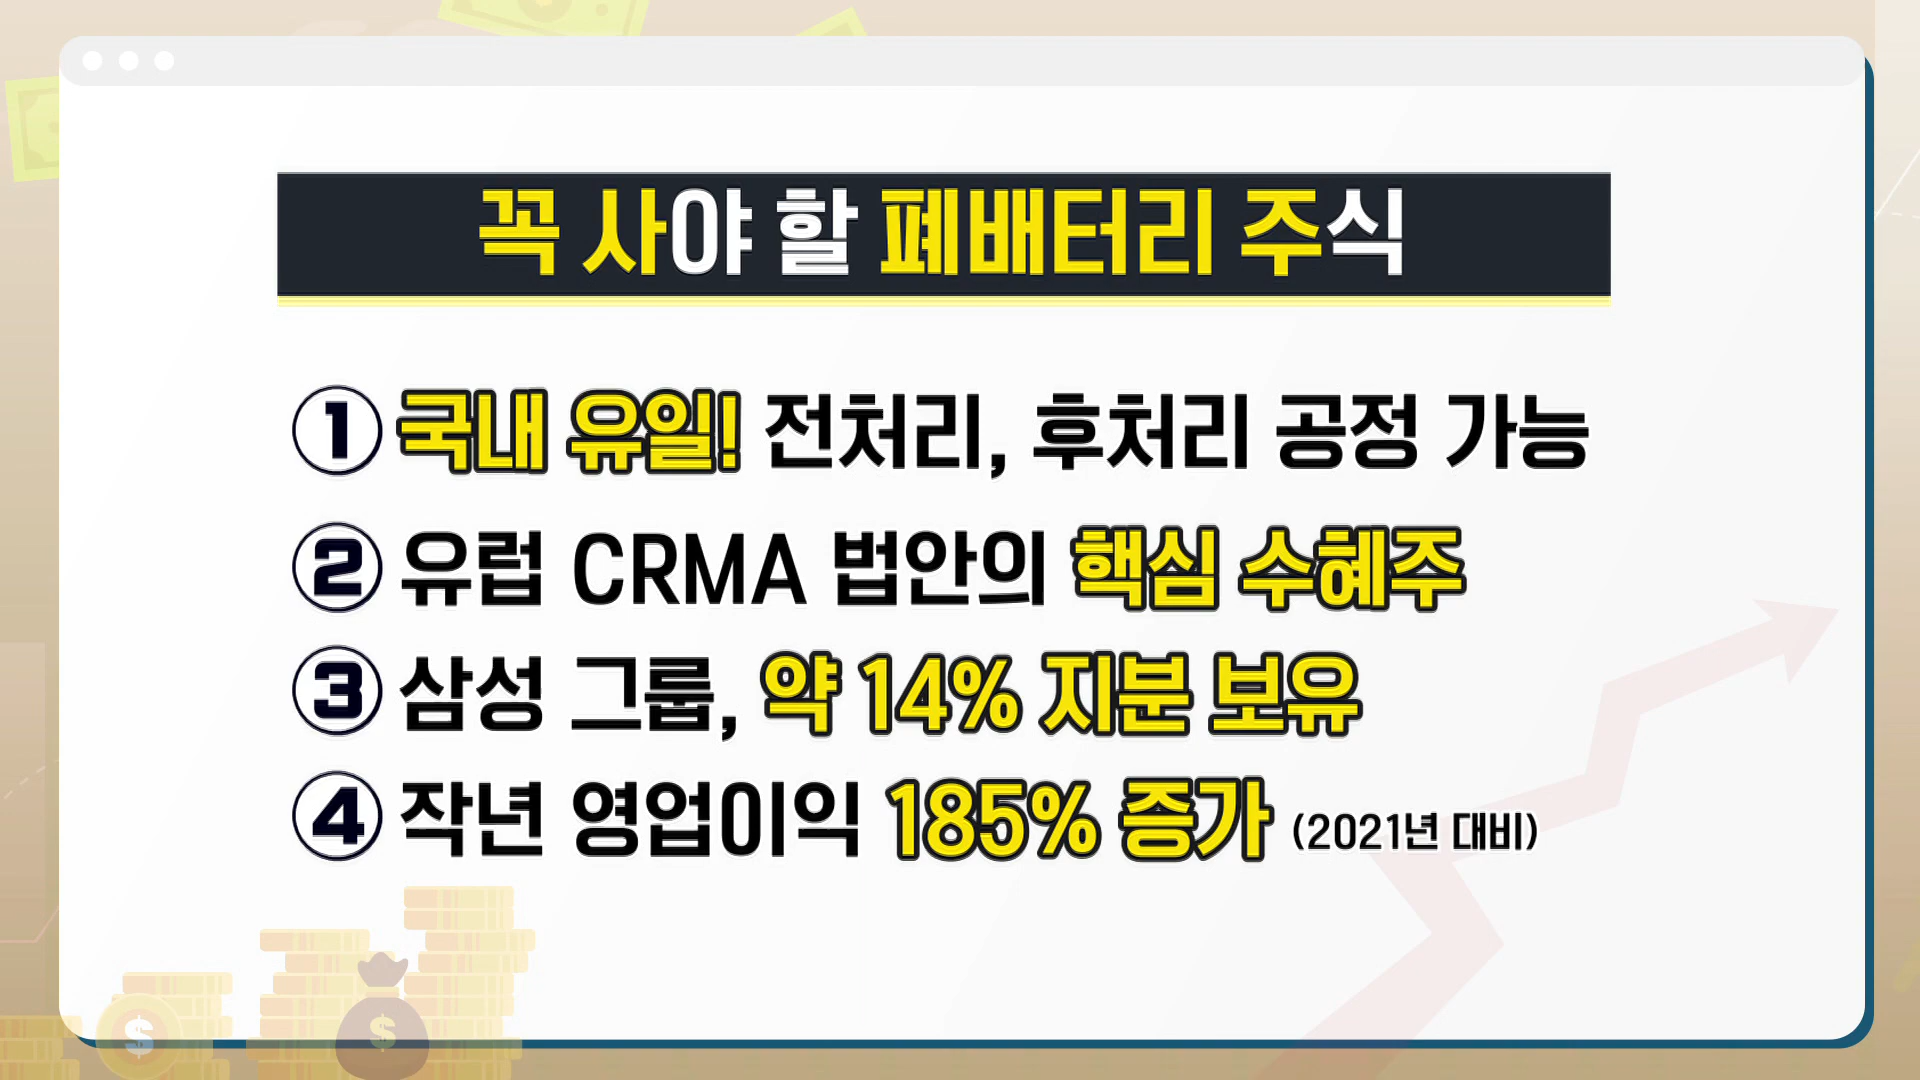 꼭 사야 할 폐배터리 주식
① 국내 유일! 전처리, 후처리 공정 가능
② 유럽 CRMA 법안의 핵심 수혜주
③ 삼성 그룹, 약 14% 지분 보유
④ 작년 영업이익 185% 증가 (2021년 대비)